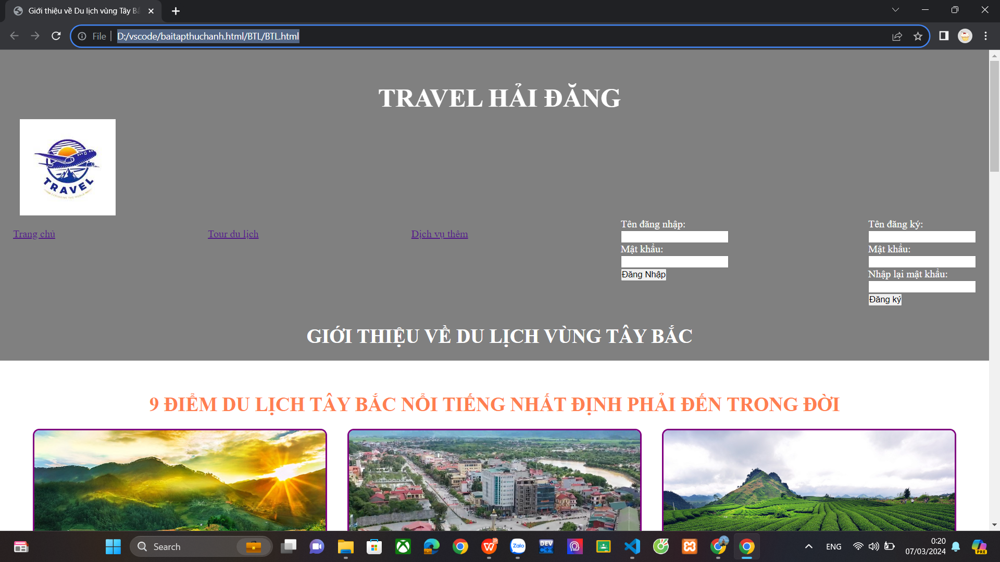 Giới thiệu về Du lịch vùng Tây Bắ
File
D:/vscode/baitapthuchanh.html/BTL/BTL.html
TRAVEL HẢI ĐĂNG
TRAVEL
EXPLORING THE WORLD
Trang chủ
Tour du lịch
Dịch vụ thêm
Tên đăng nhập:
Mật khẩu:
Đăng Nhập
Tên đăng ký:
Mật khẩu:
Nhập lại mật khẩu:
Đăng ký
GIỚI THIỆU VỀ DU LỊCH VÙNG TÂY BẮC
9 ĐIỂM DU LỊCH TÂY BẮC NỔI TIẾNG NHẤT ĐỊNH PHẢI ĐẾN TRONG ĐỜI
Search
Zalo
DEV
C++
ENG
0:20
07/03/2024
PRE